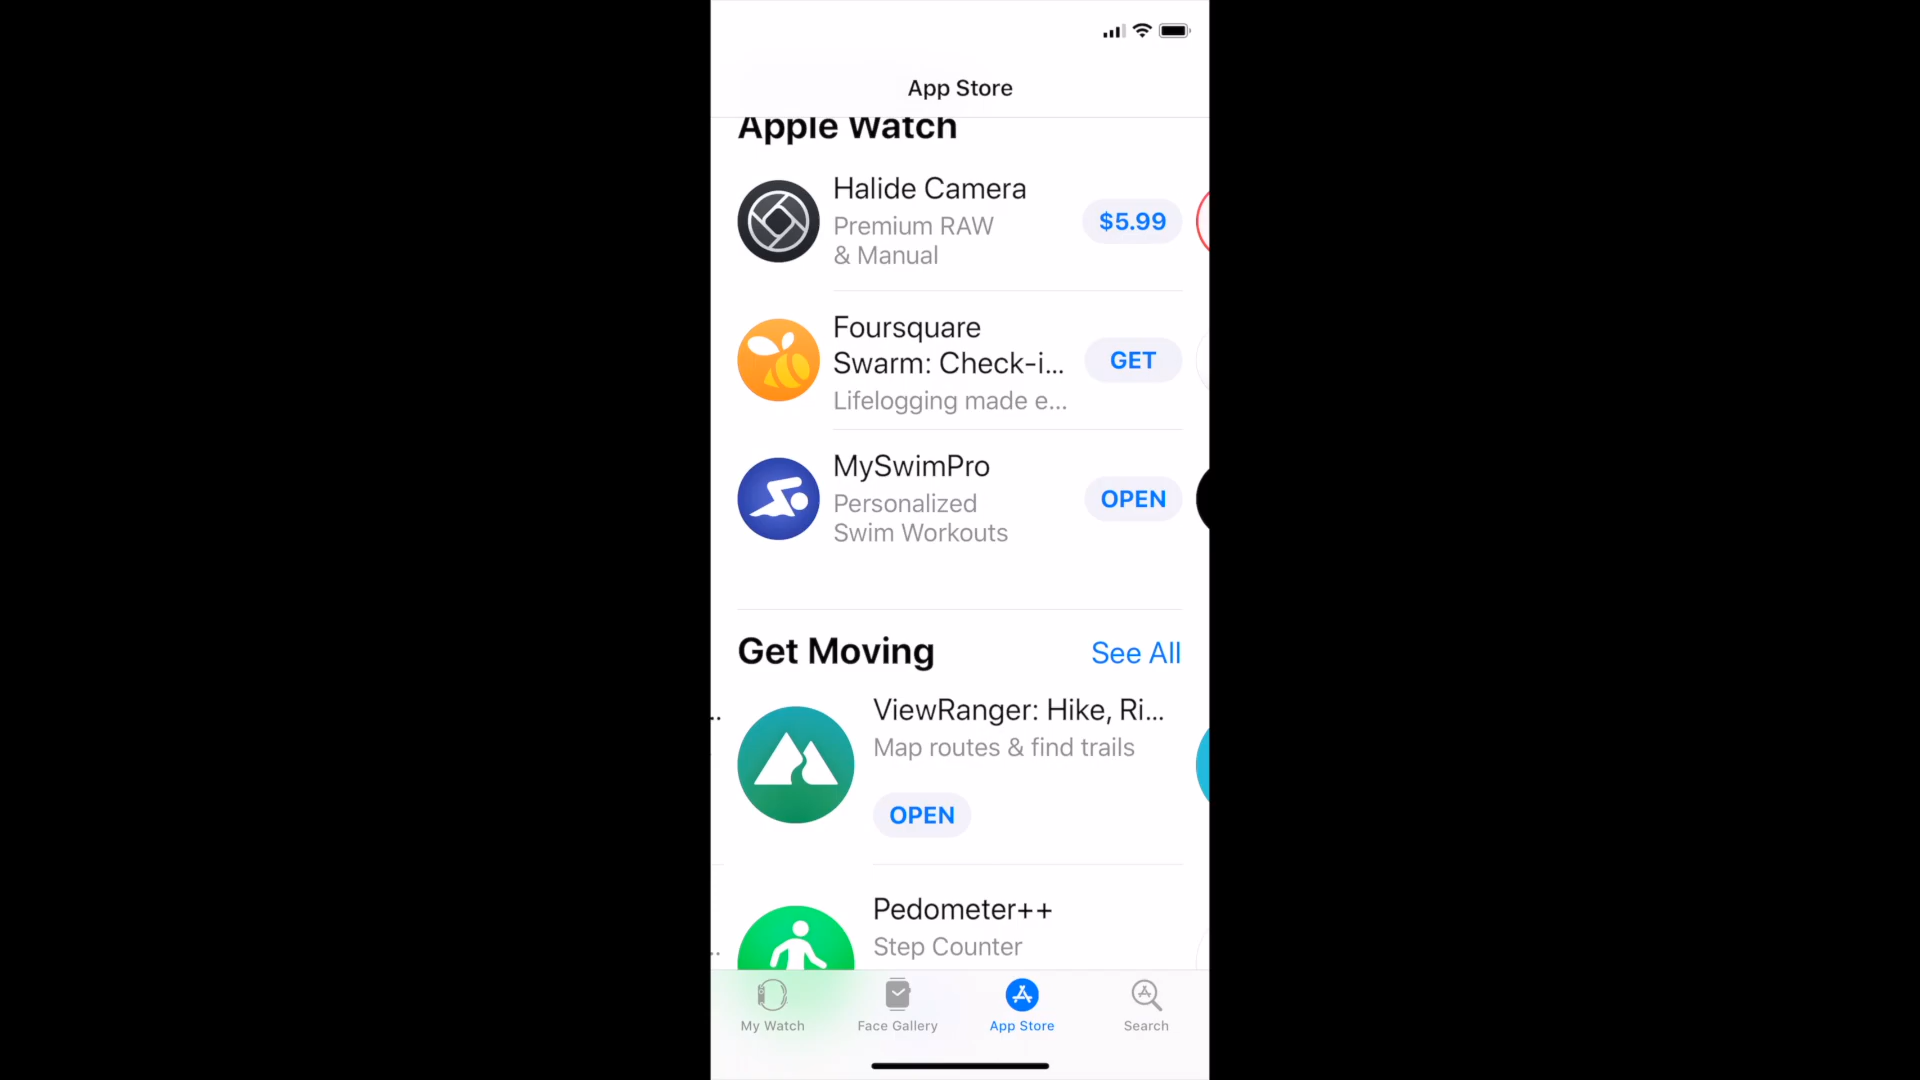 App Store
Apple Watch
Halide Camera
Premium RAW
& Manual
$5.99
Foursquare
Swarm: Check-i...
Lifelogging made e...
GET
MySwimPro
Personalized
Swim Workouts
OPEN
Get Moving
See All
ViewRanger: Hike, Ri...
Map routes & find trails
OPEN
Pedometer++
Step Counter
My Watch
Face Gallery
App Store
Search